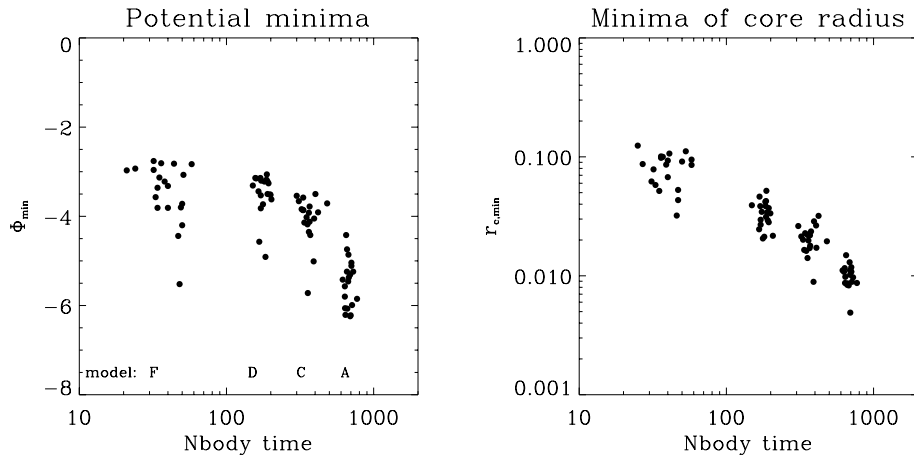 Potential minima
0
−2
−4
−6
−8
Φmin
model: F D C A
10 100 1000
Nbody time
Minima of core radius
1.000
0.100
0.010
0.001
rc,min
10 100 1000
Nbody time